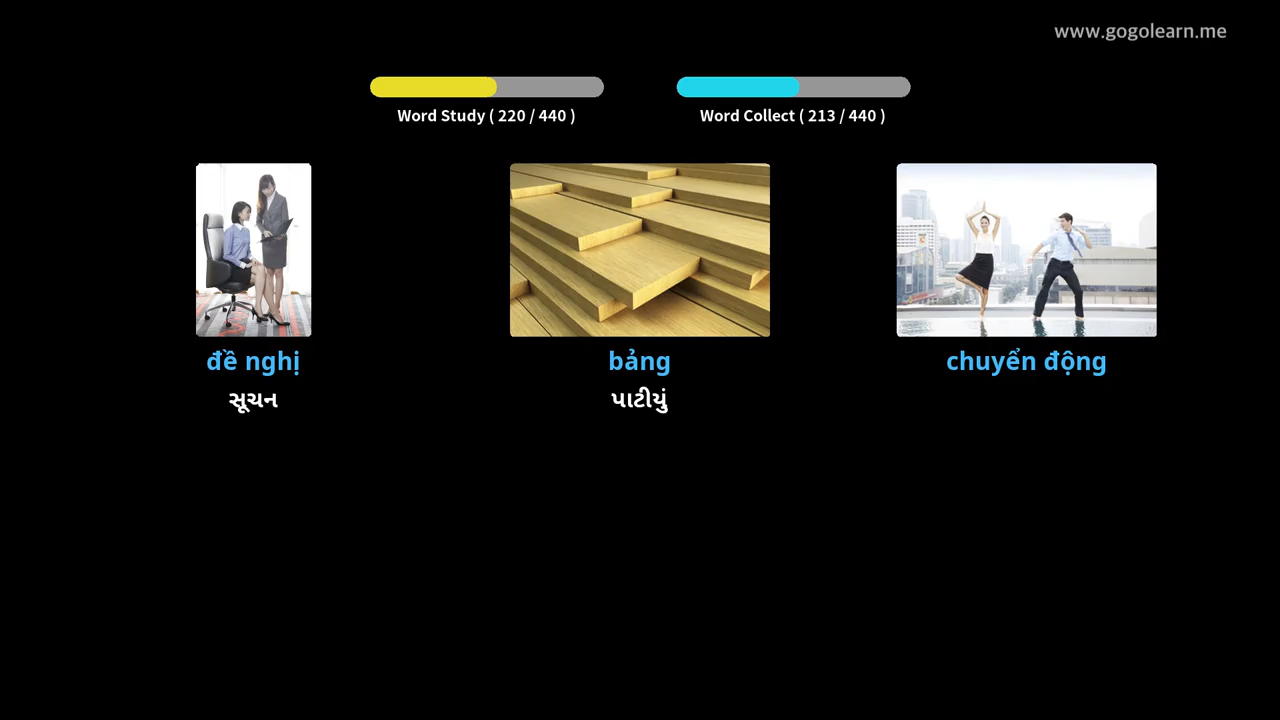 www.gogolearn.me
Word Study ( 220 / 440 )
Word Collect ( 213 / 440 )
đề nghị
સૂચન
bảng
પાટીયું
chuyển động